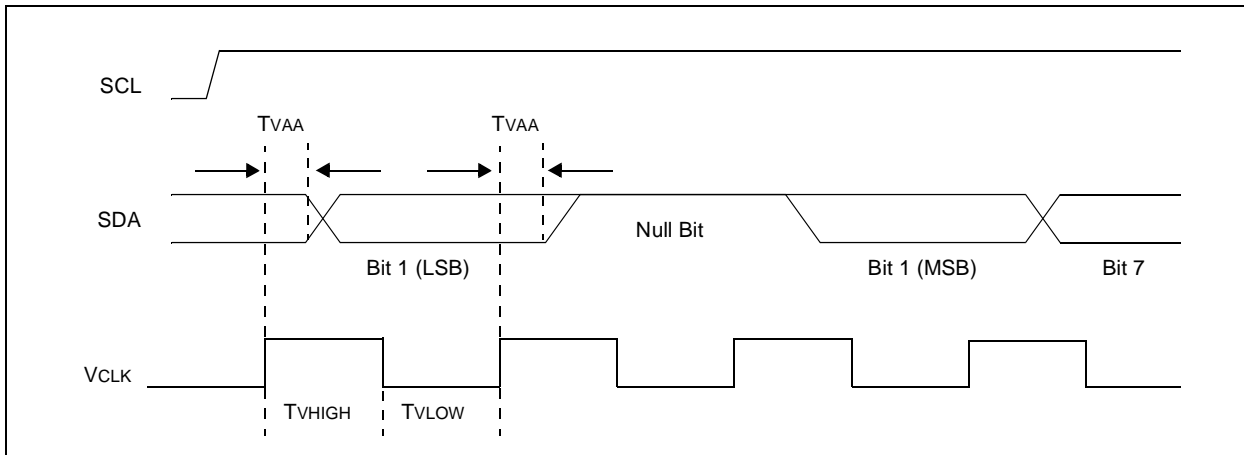 SCL
TVAA TVAA
SDA
Null Bit
Bit 1 (LSB) Bit 1 (MSB) Bit 7
VCLK
TVHIGH TVLOW